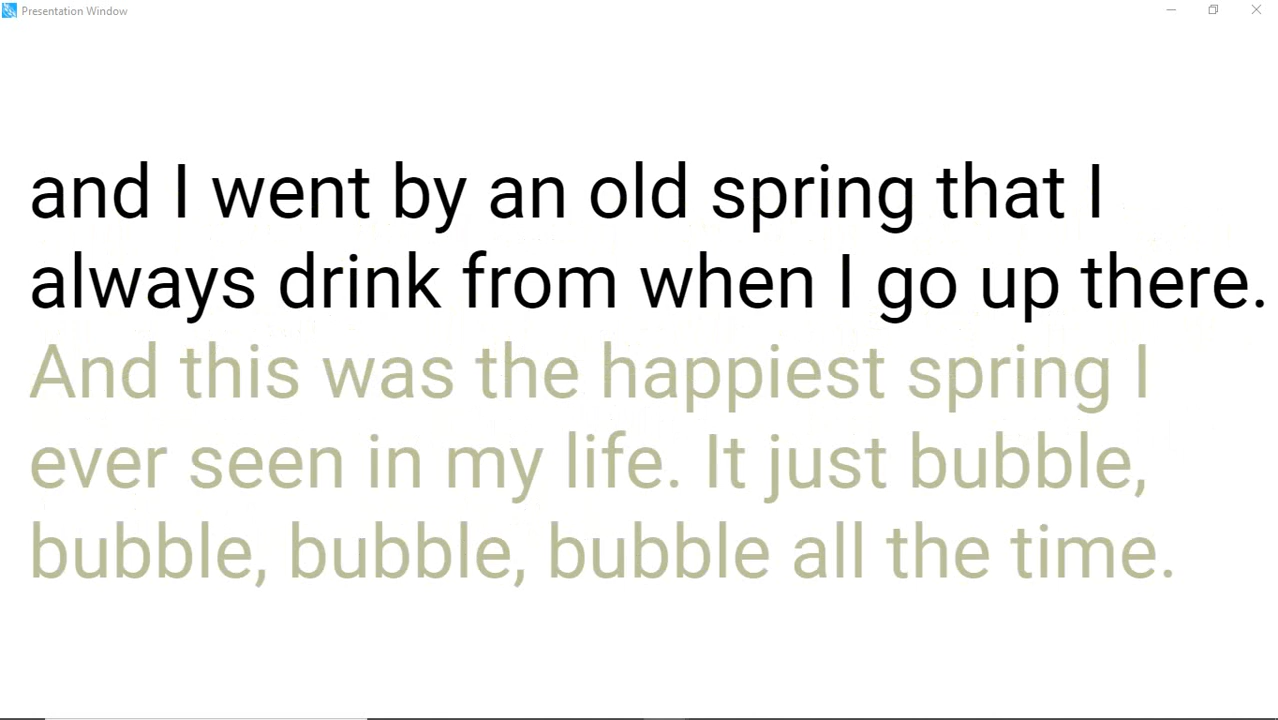 Presentation Window
and I went by an old spring that I
always drink from when I go up there.
And this was the happiest spring I
ever seen in my life. It just bubble,
bubble, bubble, bubble all the time.